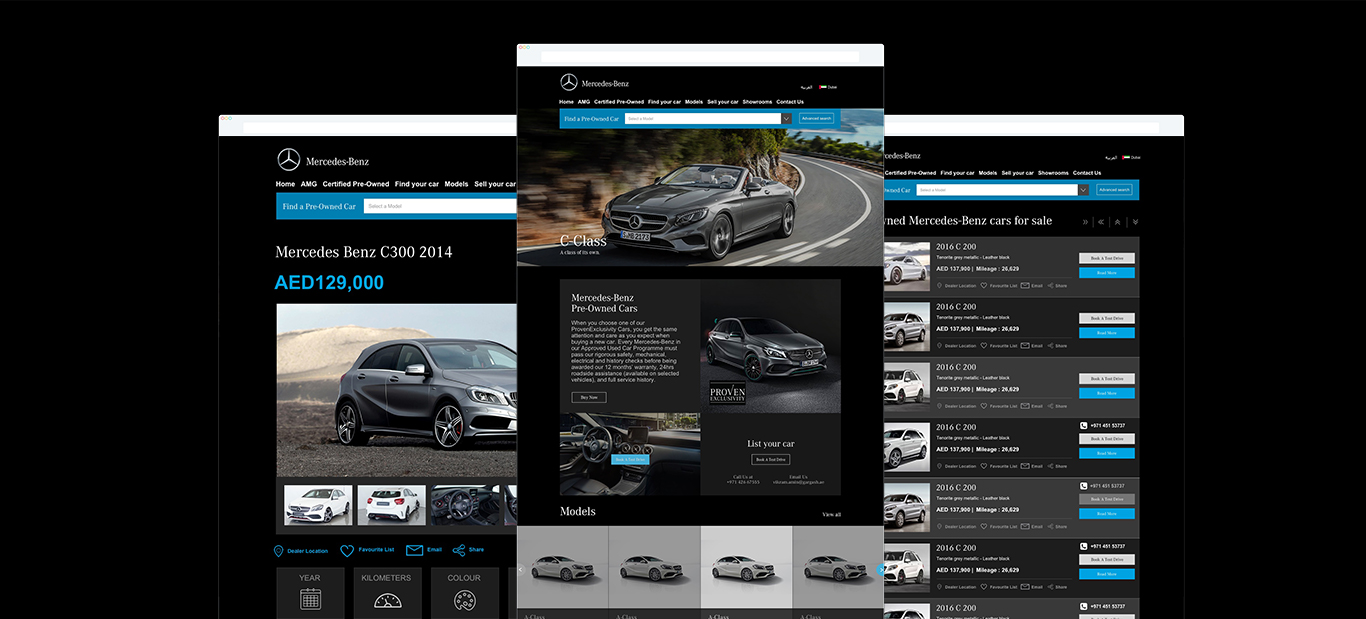 Mercedes-Benz
Home AMG Certified Pre-Owned Find your car Models Sell your car
Find a Pre-Owned Car Select a Model
Mercedes Benz C300 2014
AED129,000
Dealer Location Favourite List Email Share
YEAR KILOMETERS COLOUR
Mercedes-Benz
العربية Dubai
Home AMG Certified Pre-Owned Find your car Models Sell your car Showrooms Contact Us
Find a Pre-Owned Car Select a Model Advanced search
C-Class
A class of its own.
Mercedes-Benz
Pre-Owned Cars
When you choose one of our
ProvenExclusivity Cars, you get the same
attention and care as you expect when
buying a new car. Every Mercedes-Benz in
our Approved Used Car Programme must
pass our rigorous safety, mechanical,
electrical and history checks before being
awarded our 12 months' warranty, 24hrs
roadside assistance (available on selected
vehicles), and full service history.
Buy Now
PROVEN
EXCLUSIVITY
Book A Test Drive
List your car
Book A Test Drive
Call Us at Email Us
Models View all
A-Class A-Class A-Class A-Class
rcedes-Benz
العربية Dubai
Certified Pre-Owned Find your car Models Sell your car Showrooms Contact Us
wned Car Select a Model Advanced search
ned Mercedes-Benz cars for sale
2016 C 200
Tenorite grey metallic - Leather black Book A Test Drive
AED 137,900 | Mileage : 26,629 Read More
Dealer Location Favourite List Email Share
2016 C 200
Tenorite grey metallic - Leather black Book A Test Drive
AED 137,900 | Mileage : 26,629 Read More
Dealer Location Favourite List Email Share
2016 C 200
Tenorite grey metallic - Leather black Book A Test Drive
AED 137,900 | Mileage : 26,629 Read More
Dealer Location Favourite List Email Share
2016 C 200 +971 451 53737
Tenorite grey metallic - Leather black Book A Test Drive
AED 137,900 | Mileage : 26,629 Read More
Dealer Location Favourite List Email Share
2016 C 200 +971 451 53737
Tenorite grey metallic - Leather black Book A Test Drive
AED 137,900 | Mileage : 26,629 Read More
Dealer Location Favourite List Email Share
2016 C 200 +971 451 53737
Tenorite grey metallic - Leather black Book A Test Drive
AED 137,900 | Mileage : 26,629 Read More
Dealer Location Favourite List Email Share
2016 C 200 +971 451 53737
Tenorite grey metallic - Leather black Book A Test Drive